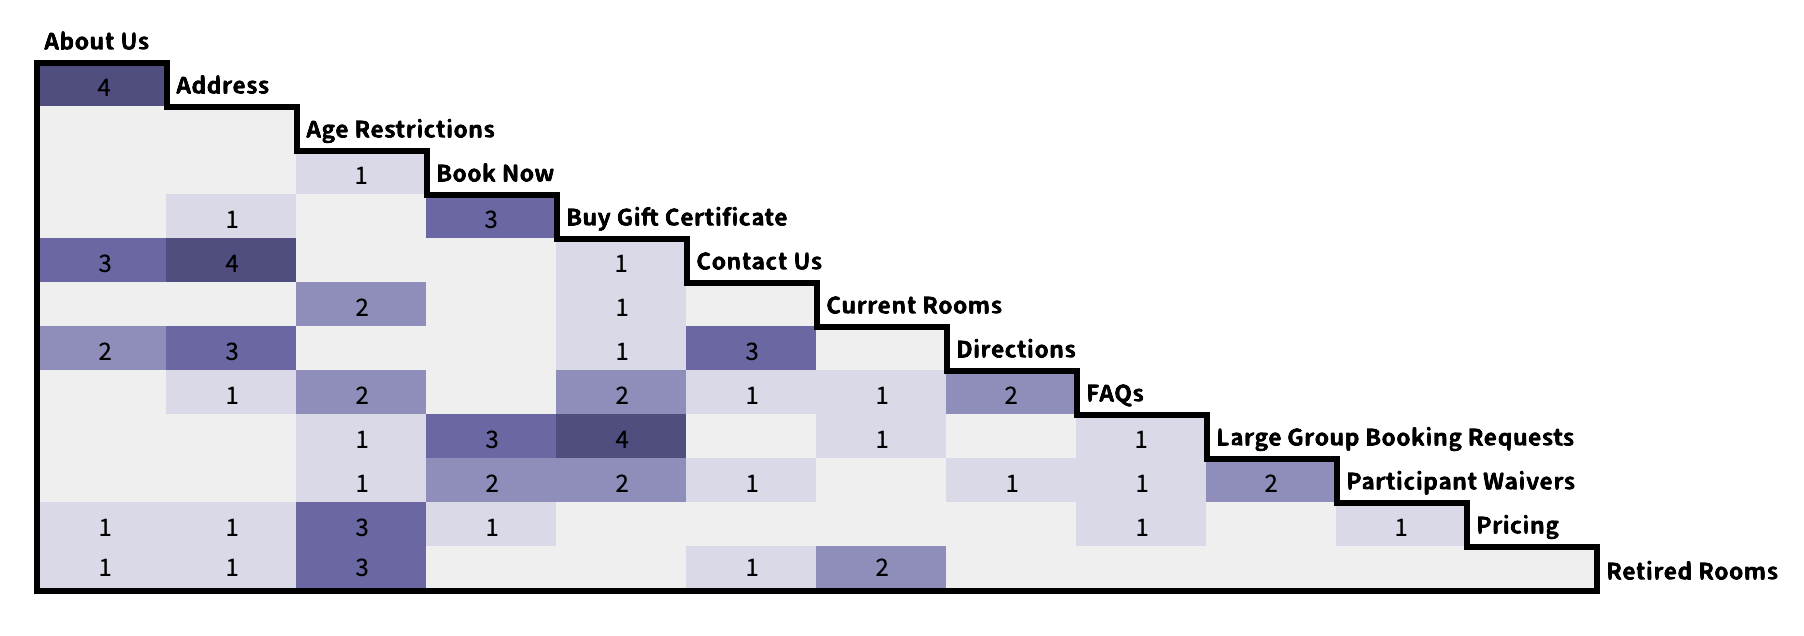 About Us
4 Address
Age Restrictions
1 Book Now
1 3 Buy Gift Certificate
3 4 1 Contact Us
2 1 Current Rooms
2 3 1 3 Directions
1 2 2 1 1 2 FAQs
1 3 4 1 1 Large Group Booking Requests
1 2 2 1 1 1 2 Participant Waivers
1 1 3 1 1 1 Pricing
1 1 3 1 2 Retired Rooms